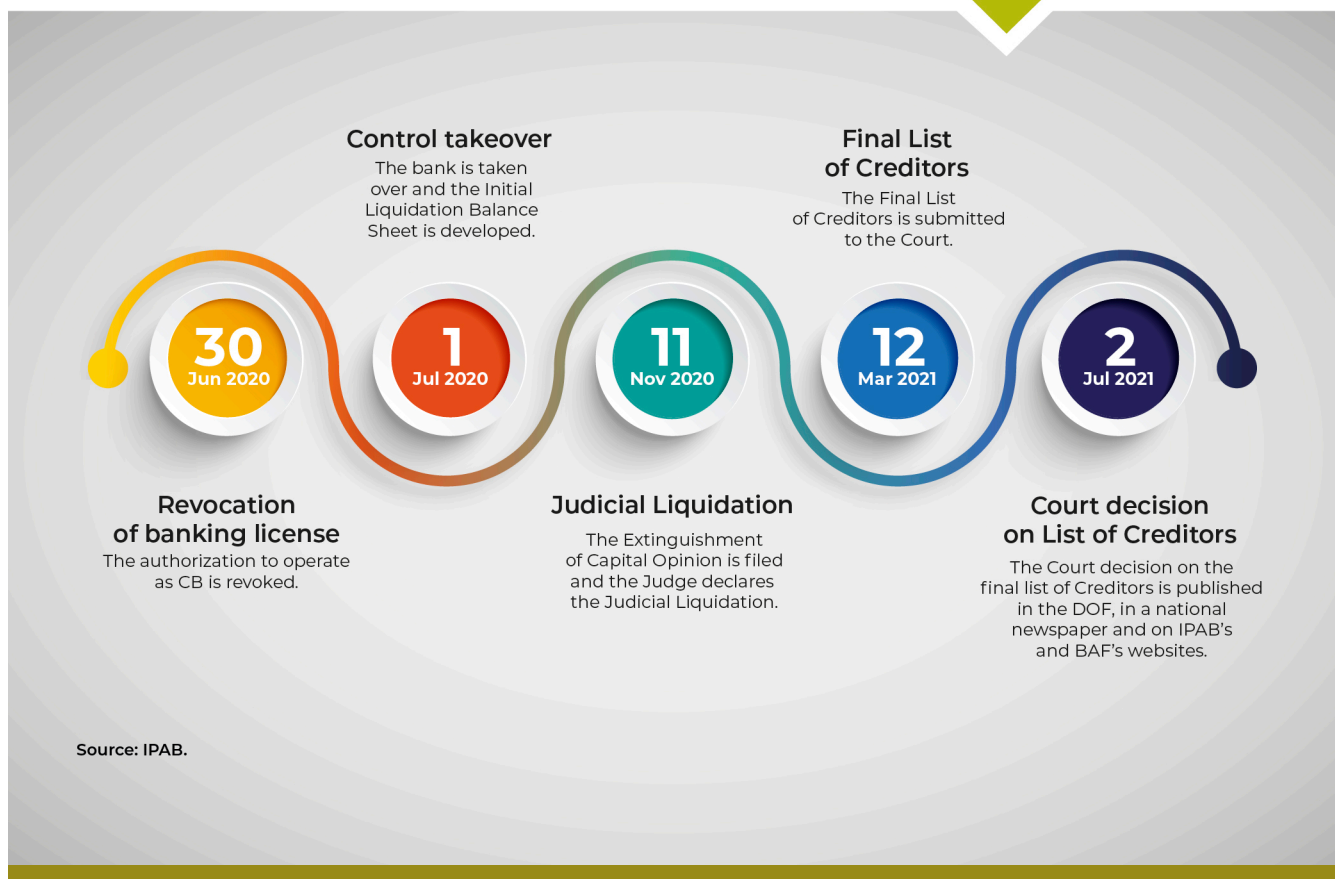 30
Jun 2020
Revocation
of banking license
The authorization to operate
as CB is revoked.
Control takeover
The bank is taken
over and the Initial
Liquidation Balance
Sheet is developed.
1
Jul 2020
11
Nov 2020
Judicial Liquidation
The Extinguishment
of Capital Opinion is filed
and the Judge declares
the Judicial Liquidation.
Final List
of Creditors
The Final List
of Creditors is submitted
to the Court.
12
Mar 2021
2
Jul 2021
Court decision
on List of Creditors
The Court decision on the
final list of Creditors is published
in the DOF, in a national
newspaper and on IPAB’s
and BAF’s websites.
Source: IPAB.